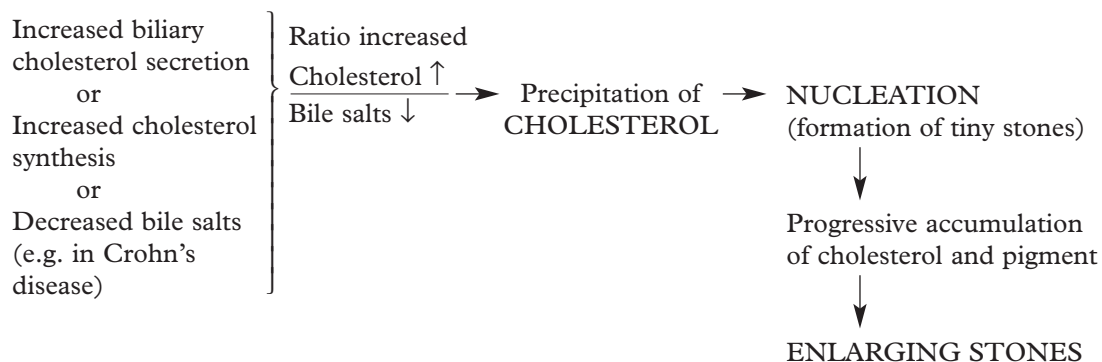 Increased biliary
cholesterol secretion
or
Increased cholesterol
synthesis
or
Decreased bile salts
(e.g. in Crohn's
disease)
Ratio increased
Cholesterol ↑
Bile salts ↓
Precipitation of
CHOLESTEROL
NUCLEATION
(formation of tiny stones)
Progressive accumulation
of cholesterol and pigment
ENLARGING STONES